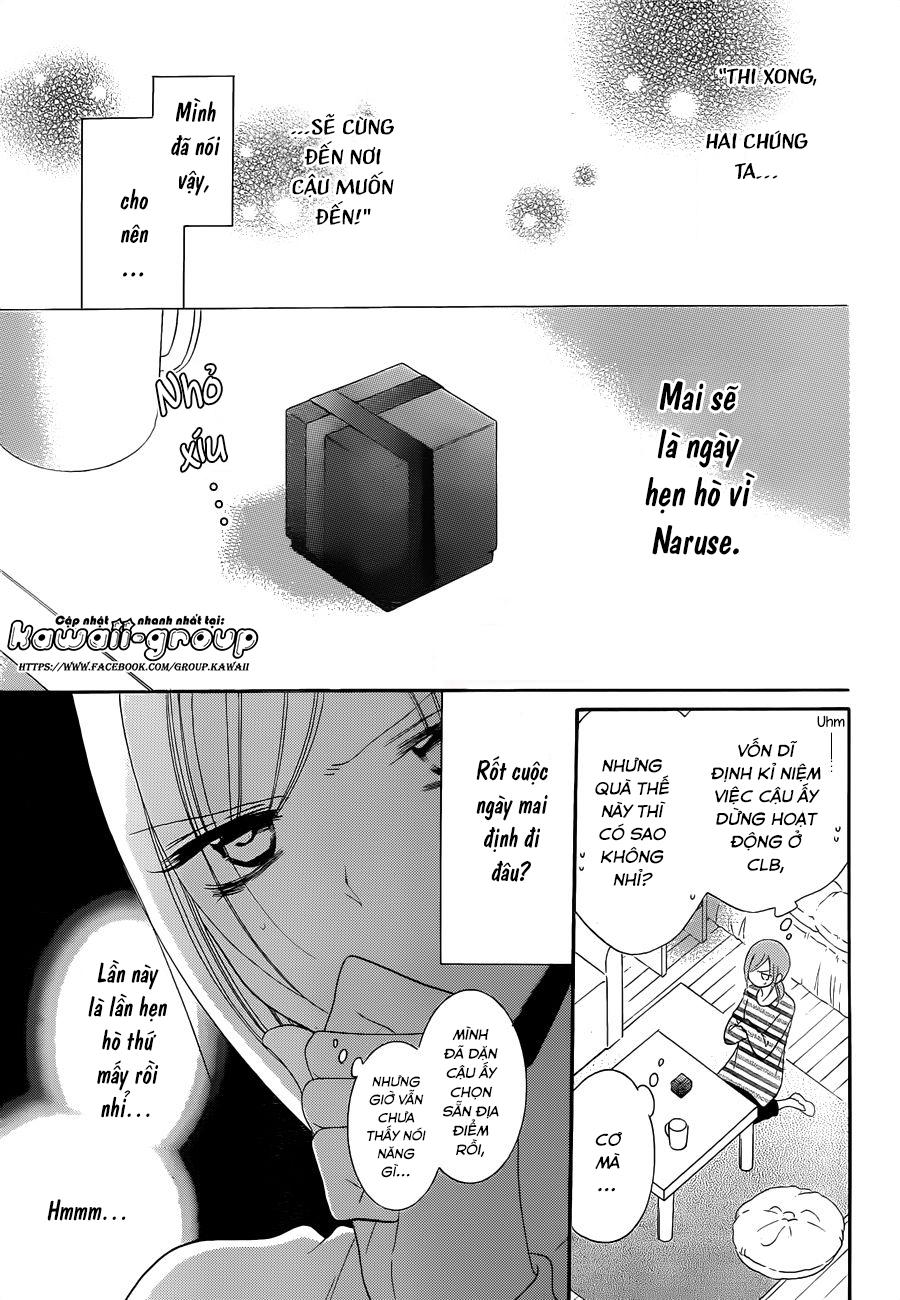 "THI XONG,
HAI CHÚNG
TA...
...SẼ CÙNG
ĐẾN NƠI
CẬU MUỐN
ĐẾN!"
Mình
đã nói
vậy,
cho
nên
...
Mai sẽ
là ngày
hẹn hò vì
Naruse.
Nhỏ
xíu
...
Cập nhật nhanh nhất tại:
kawaii-group
HTTPS://WWW.FACEBOOK.COM/GROUP.KAWAII
Uhm
VỐN DĨ
ĐỊNH KỈ NIỆM
VIỆC CẬU ẤY
DỪNG HOẠT
ĐỘNG Ở
CLB,
NHƯNG
QUÀ THẾ
NÀY THÌ
CÓ SAO
KHÔNG
NHỈ?
CƠ
MÀ
...
Rốt cuộc
ngày mai
định đi
đâu?
MÌNH
ĐÃ DẶN
CẬU ẤY
CHỌN
SẴN ĐỊA
ĐIỂM RỒI,
NHƯNG
GIỜ VẪN
CHƯA
THẤY NÓI
NĂNG
GÌ...
Lần này
là lần hẹn
hò thứ
mấy rồi
nhỉ...
Hmmm...